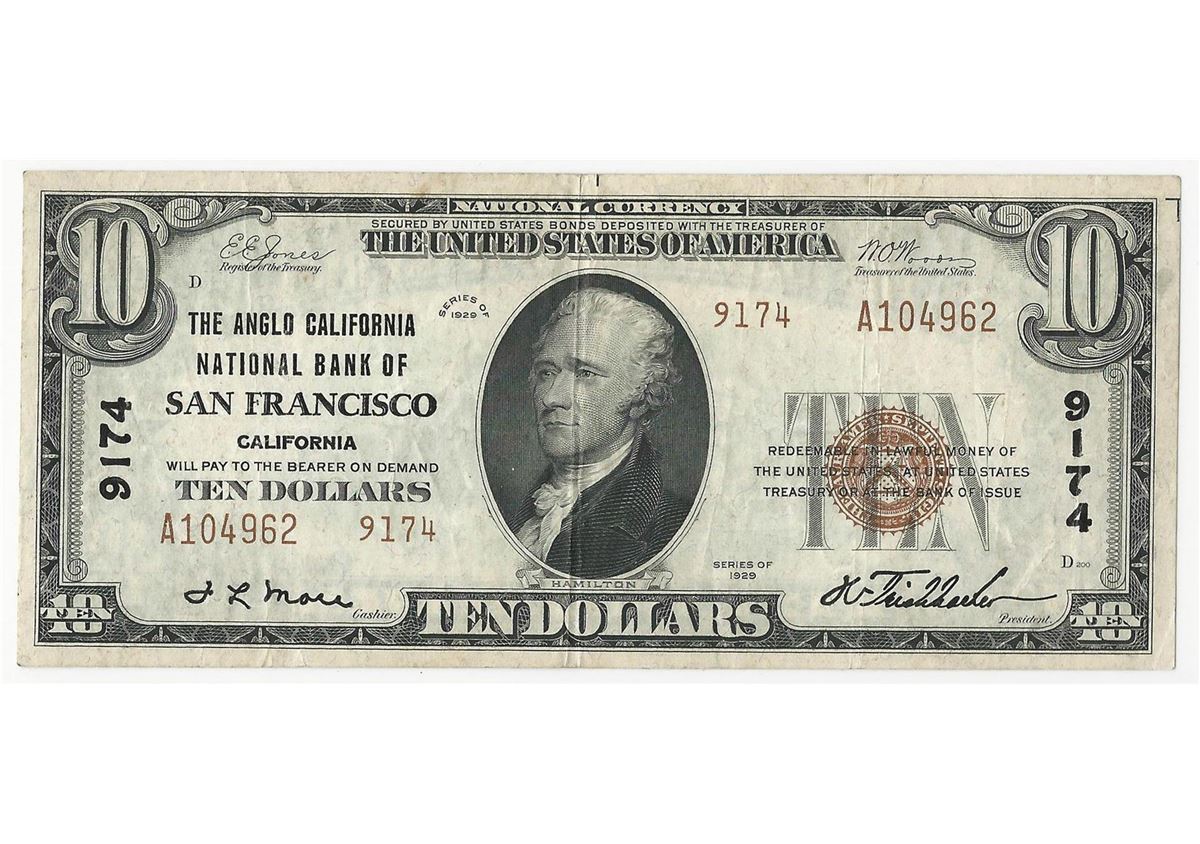 NATIONAL CURRENCY
SECURED BY UNITED STATES BONDS DEPOSITED WITH THE TREASURER OF
THE UNITED STATES OF AMERICA
10
10
E.E. Jones
Register of the Treasury.
W.O. Woods
Treasurer of the United States.
D
SERIES OF
1929
9174 A104962
THE ANGLO CALIFORNIA
NATIONAL BANK OF
SAN FRANCISCO
CALIFORNIA
WILL PAY TO THE BEARER ON DEMAND
TEN DOLLARS
9174
A104962 9174
TEN
REDEEMABLE IN LAWFUL MONEY OF
THE UNITED STATES AT UNITED STATES
TREASURY OR AT THE BANK OF ISSUE
9174
SERIES OF
1929
D 200
HAMILTON
Cashier.
President.
10
TEN
TEN DOLLARS
10
TEN